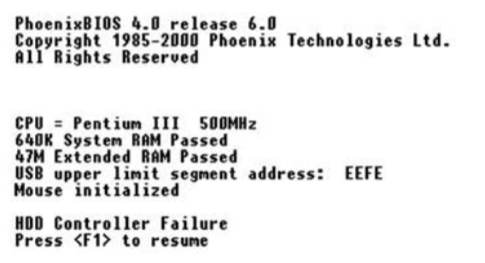 PhoenixBIOS 4.0 release 6.0
Copyright 1985-2000 Phoenix Technologies Ltd.
All Rights Reserved
CPU = Pentium III  500MHz
640K System RAM Passed
47M Extended RAM Passed
USB upper limit segment address:  EEFE
Mouse initialized
HDD Controller Failure
Press <F1> to resume